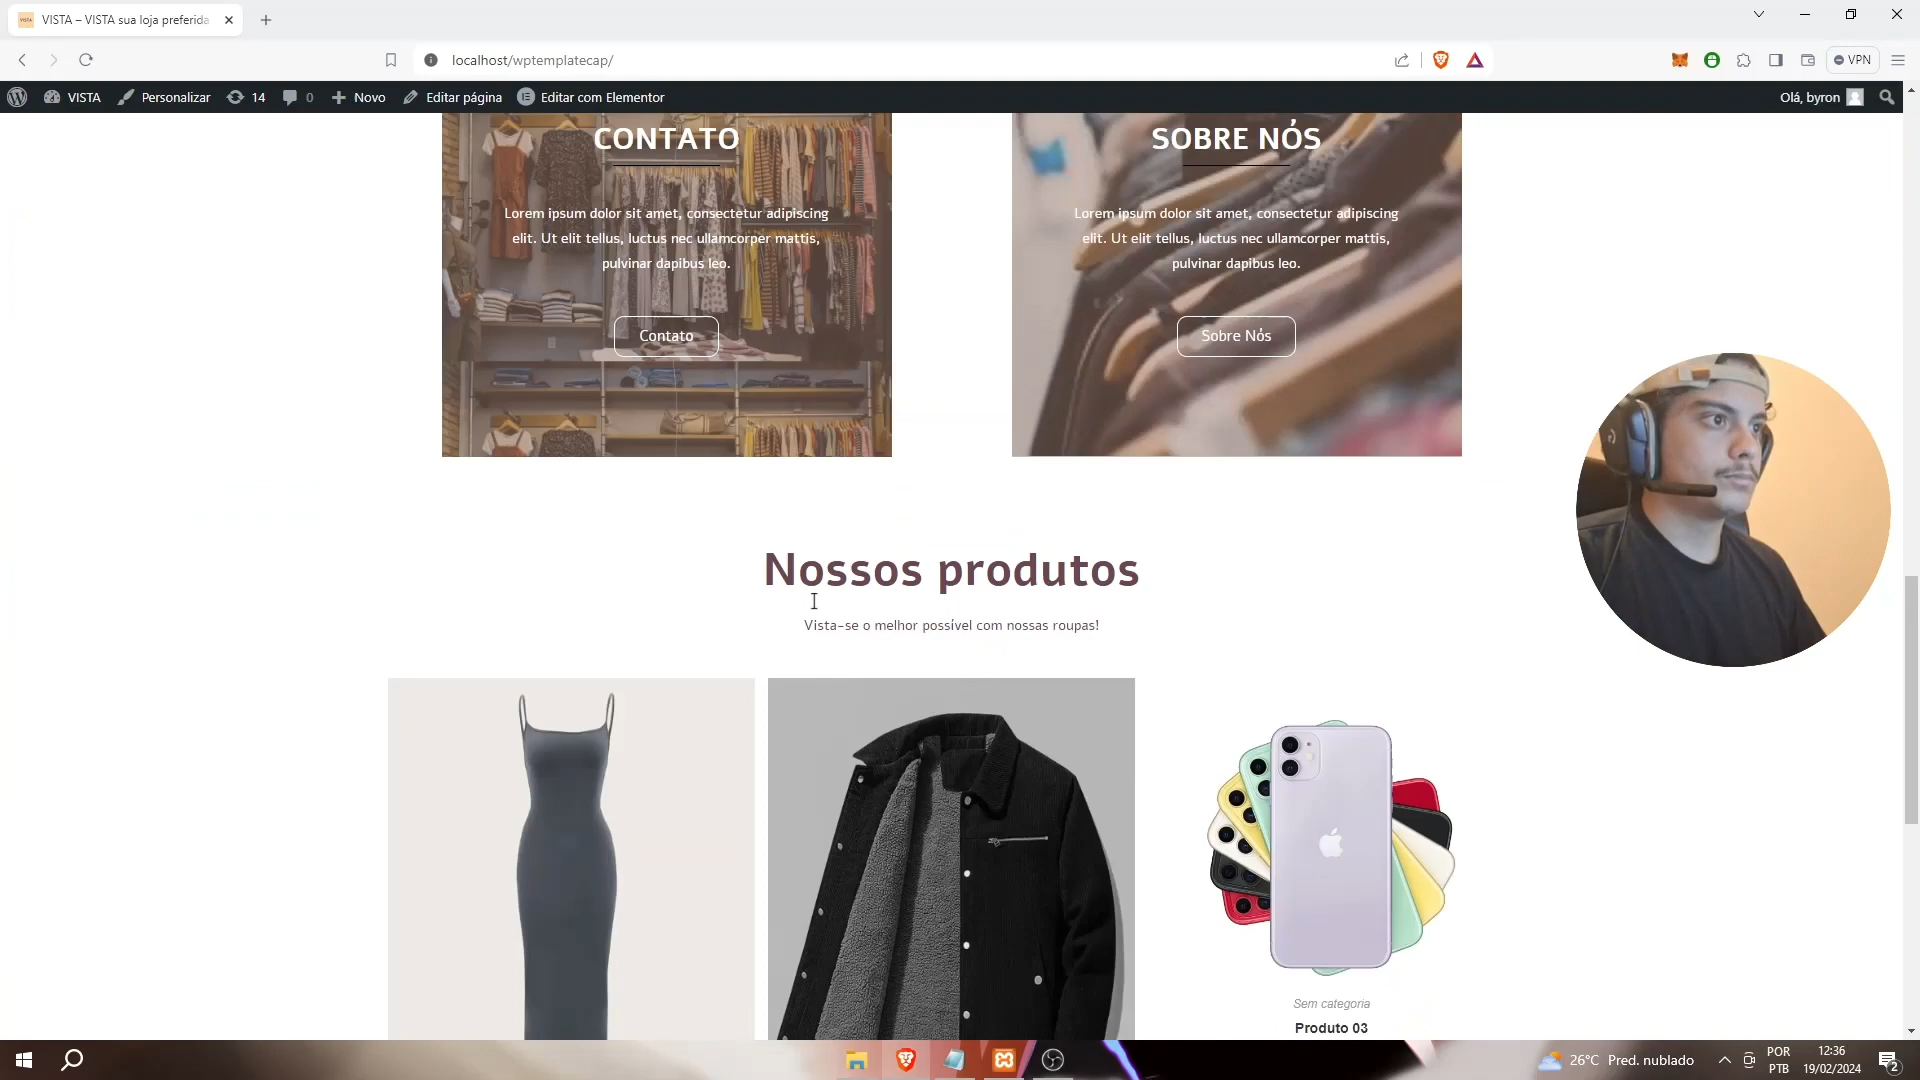 VISTA – VISTA sua loja preferida
localhost/wptemplatecap/
VPN
VISTA
Personalizar
14
0
Novo
Editar página
Editar com Elementor
Olá, byron
CONTATO
Lorem ipsum dolor sit amet, consectetur adipiscing
elit. Ut elit tellus, luctus nec ullamcorper mattis,
pulvinar dapibus leo.
Contato
SOBRE NÓS
Lorem ipsum dolor sit amet, consectetur adipiscing
elit. Ut elit tellus, luctus nec ullamcorper mattis,
pulvinar dapibus leo.
Sobre Nós
Nossos produtos
Vista-se o melhor possível com nossas roupas!
Sem categoria
Produto 03
26°C Pred. nublado
POR
PTB
12:36
19/02/2024
2